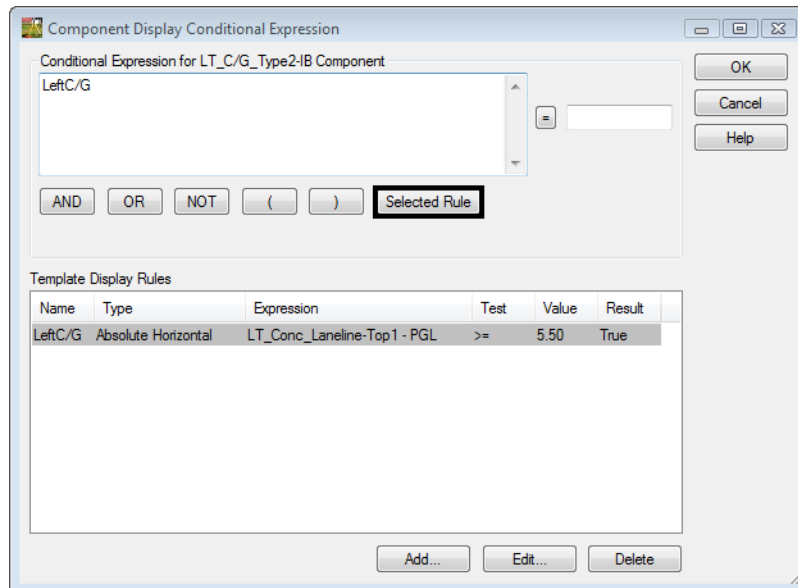 Component Display Conditional Expression
Conditional Expression for LT_C/G_Type2-IB Component
LeftC/G
=
OK
Cancel
Help
AND OR NOT ( ) Selected Rule
Template Display Rules
Name Type Expression Test Value Result
LeftC/G Absolute Horizontal LT_Conc_Laneline-Top1 - PGL >= 5.50 True
Add... Edit... Delete